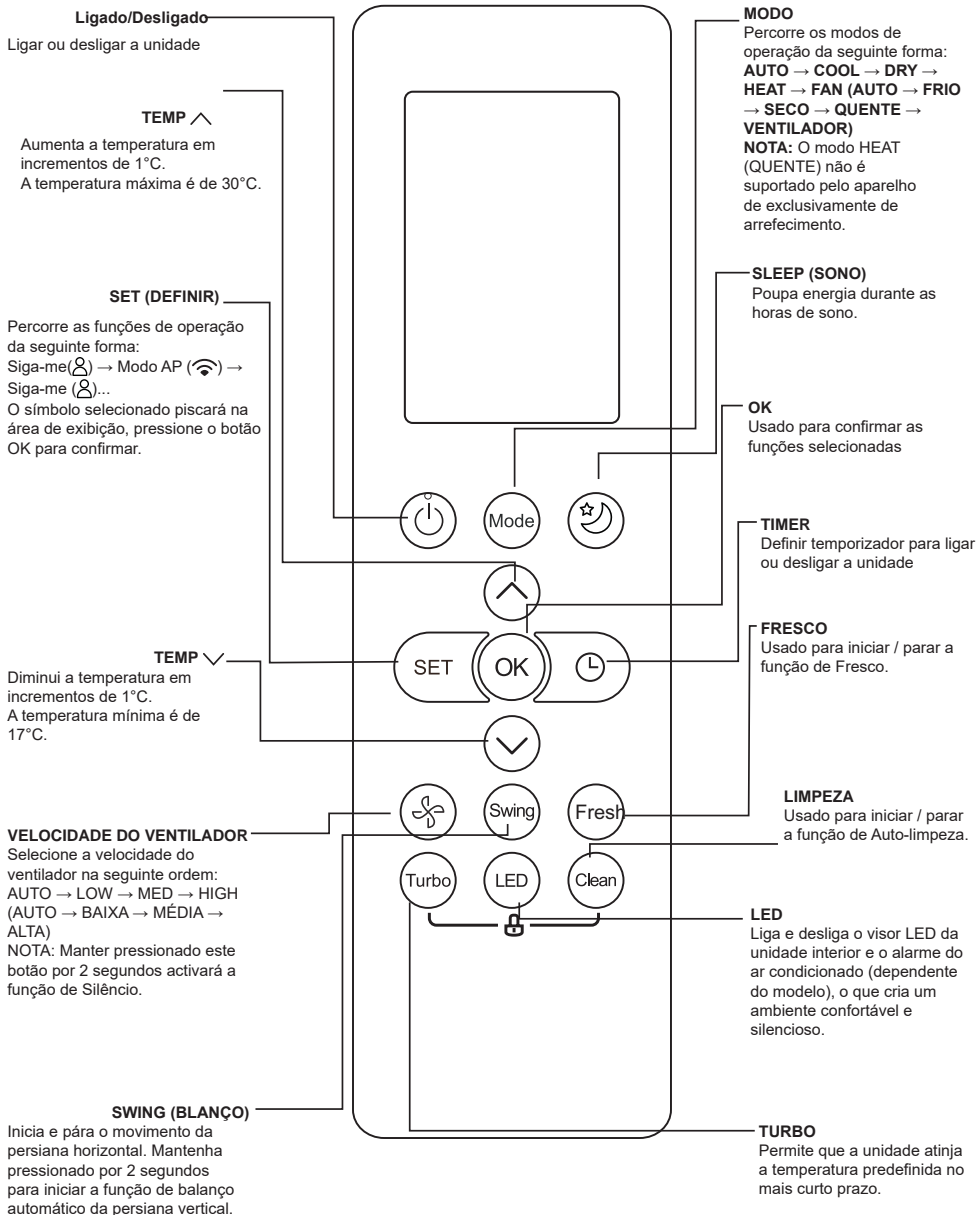 Ligado/Desligado
Ligar ou desligar a unidade
TEMP
Aumenta a temperatura em
incrementos de 1°C.
A temperatura máxima é de 30°C.
SET (DEFINIR)
Percorre as funções de operação
da seguinte forma:
Siga-me() → Modo AP () →
Siga-me ()...
O símbolo selecionado piscará na
área de exibição, pressione o botão
OK para confirmar.
TEMP
Diminui a temperatura em
incrementos de 1°C.
A temperatura mínima é de
17°C.
VELOCIDADE DO VENTILADOR
Selecione a velocidade do
ventilador na seguinte ordem:
AUTO → LOW → MED → HIGH
(AUTO → BAIXA → MÉDIA →
ALTA)
NOTA: Manter pressionado este
botão por 2 segundos activará a
função de Silêncio.
SWING (BLANÇO)
Inicia e pára o movimento da
persiana horizontal. Mantenha
pressionado por 2 segundos
para iniciar a função de balanço
automático da persiana vertical.
Mode
SET
OK
Swing
Fresh
Turbo
LED
Clean
MODO
Percorre os modos de
operação da seguinte forma:
AUTO → COOL → DRY →
HEAT → FAN (AUTO → FRIO
→ SECO → QUENTE →
VENTILADOR)
NOTA: O modo HEAT
(QUENTE) não é
suportado pelo aparelho
de exclusivamente de
arrefecimento.
SLEEP (SONO)
Poupa energia durante as
horas de sono.
OK
Usado para confirmar as
funções selecionadas
TIMER
Definir temporizador para ligar
ou desligar a unidade
FRESCO
Usado para iniciar / parar a
função de Fresco.
LIMPEZA
Usado para iniciar / parar
a função de Auto-limpeza.
LED
Liga e desliga o visor LED da
unidade interior e o alarme do
ar condicionado (dependente
do modelo), o que cria um
ambiente confortável e
silencioso.
TURBO
Permite que a unidade atinja
a temperatura predefinida no
mais curto prazo.